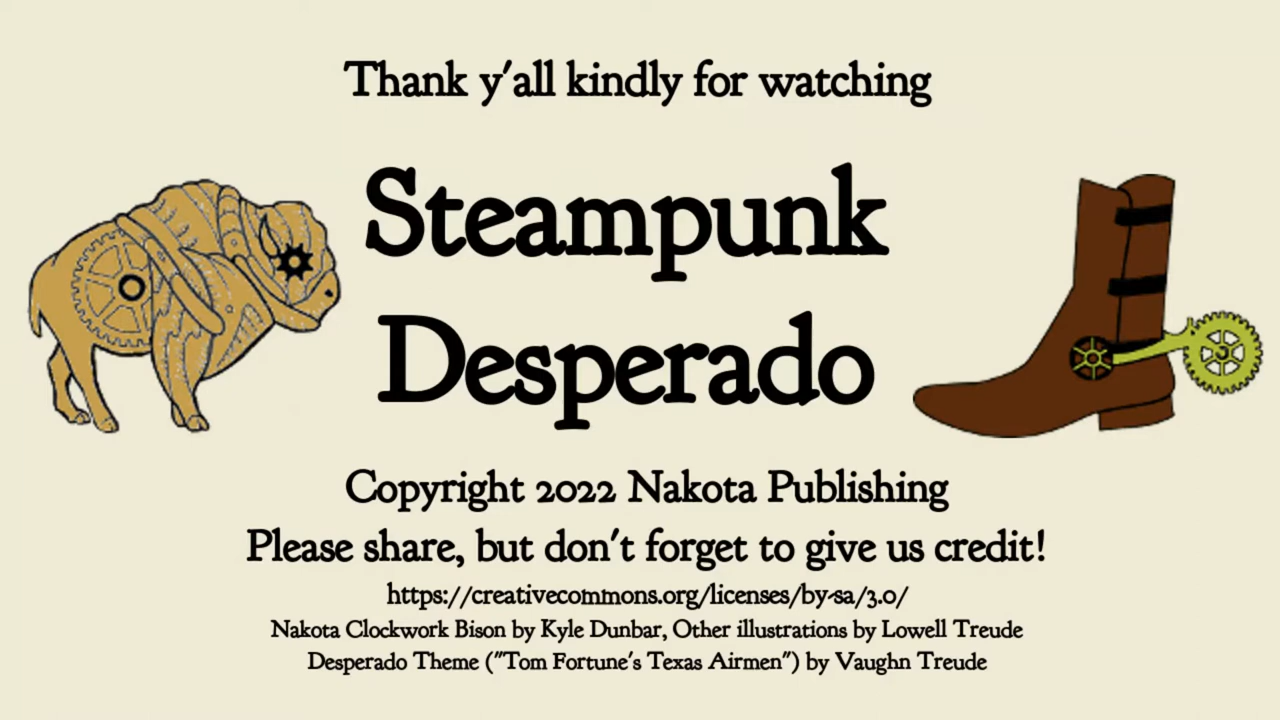 Thank y'all kindly for watching
Steampunk
Desperado
Copyright 2022 Nakota Publishing
Please share, but don't forget to give us credit!
https://creativecommons.org/licenses/by-sa/3.0/
Nakota Clockwork Bison by Kyle Dunbar, Other illustrations by Lowell Treude
Desperado Theme ("Tom Fortune's Texas Airmen") by Vaughn Treude